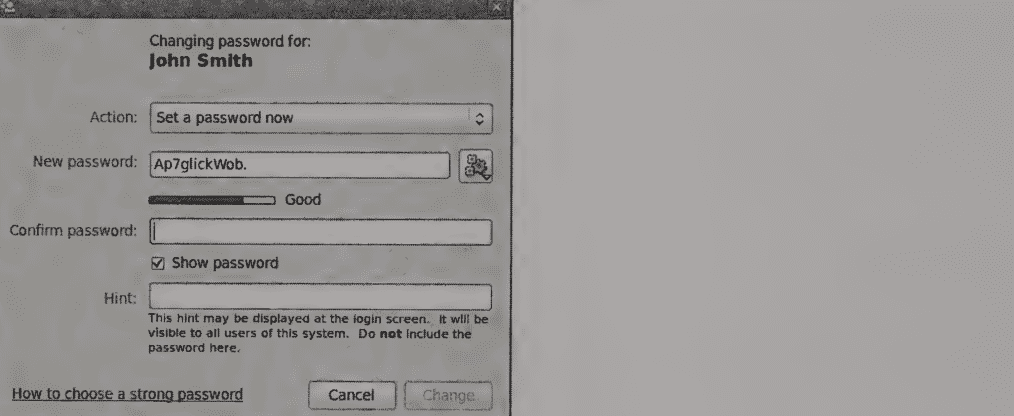 Changing password for:
John Smith
Action: Set a password now
New password: Ap7glickWob.
Good
Confirm password:
Show password
Hint:
This hint may be displayed at the login screen. It will be
visible to all users of this system. Do not include the
password here.
How to choose a strong password Cancel Change